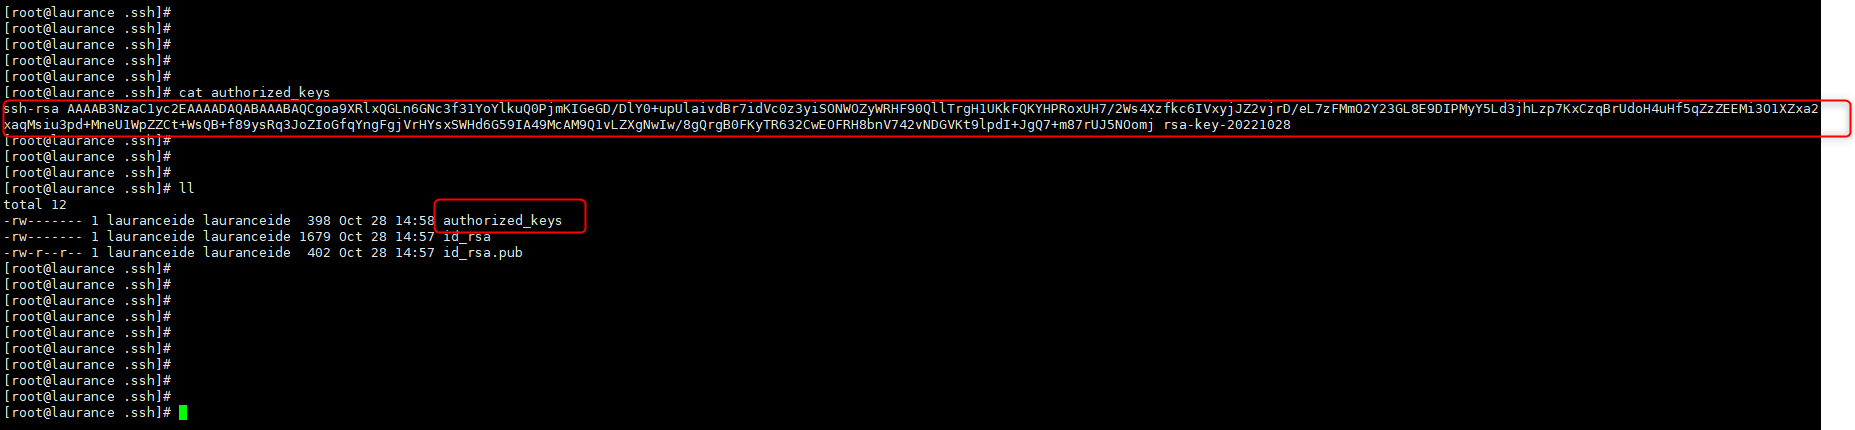 [root@laurance .ssh]#
[root@laurance .ssh]#
[root@laurance .ssh]#
[root@laurance .ssh]#
[root@laurance .ssh]#
[root@laurance .ssh]# cat authorized_keys
ssh-rsa AAAAB3NzaC1yc2EAAAADAQABAAABAQCgoa9XRlxQGLn6GNc3f31YoYlkuQ0PjmKIGeGD/DlY0+upUlaivdBr7idVc0z3yiSONWOZyWRHF90QllTrgH1UKkFQKYHPRoxUH7/2Ws4Xzfkc6IVxyjJZ2vjrD/eL7zFMmO2Y23GL8E9DIPMyY5Ld3jhLzp7KxCzqBrUdoH4uHf5qZzZEEMi3O1XZxa2
xaqMsiu3pd+MneU1WpZZCt+WsQB+f89ysRq3JoZIoGfqYngFgjVrHYsxSWHd6G59IA49McAM9Q1vLZXgNwIw/8gQrgB0FKyTR632CwEOFRH8bnV742vNDGVKt9lpdI+JgQ7+m87rUJ5NOomj rsa-key-20221028
[root@laurance .ssh]#
[root@laurance .ssh]#
[root@laurance .ssh]#
[root@laurance .ssh]# ll
total 12
-rw------- 1 lauranceide lauranceide  398 Oct 28 14:58 authorized_keys
-rw------- 1 lauranceide lauranceide 1679 Oct 28 14:57 id_rsa
-rw-r--r-- 1 lauranceide lauranceide  402 Oct 28 14:57 id_rsa.pub
[root@laurance .ssh]#
[root@laurance .ssh]#
[root@laurance .ssh]#
[root@laurance .ssh]#
[root@laurance .ssh]#
[root@laurance .ssh]#
[root@laurance .ssh]#
[root@laurance .ssh]#
[root@laurance .ssh]#
[root@laurance .ssh]#